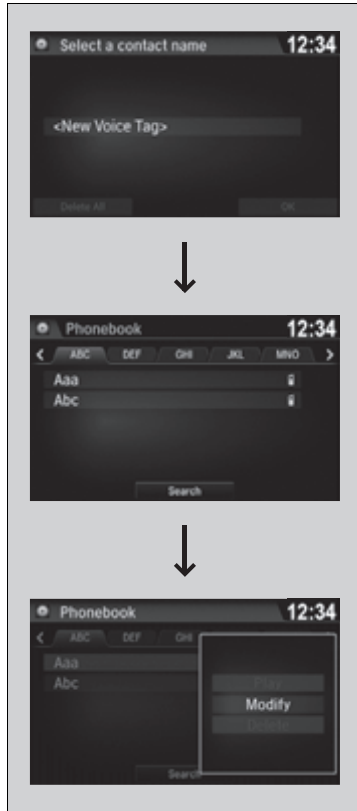 Select a contact name 12:34
<New Voice Tag>
Delete All OK
Phonebook 12:34
< ABC DEF GHI JKL MNO >
Aaa
Abc
Search
Phonebook 12:34
< ABC DEF GHI
Aaa
Abc
Play
Modify
Delete
Search